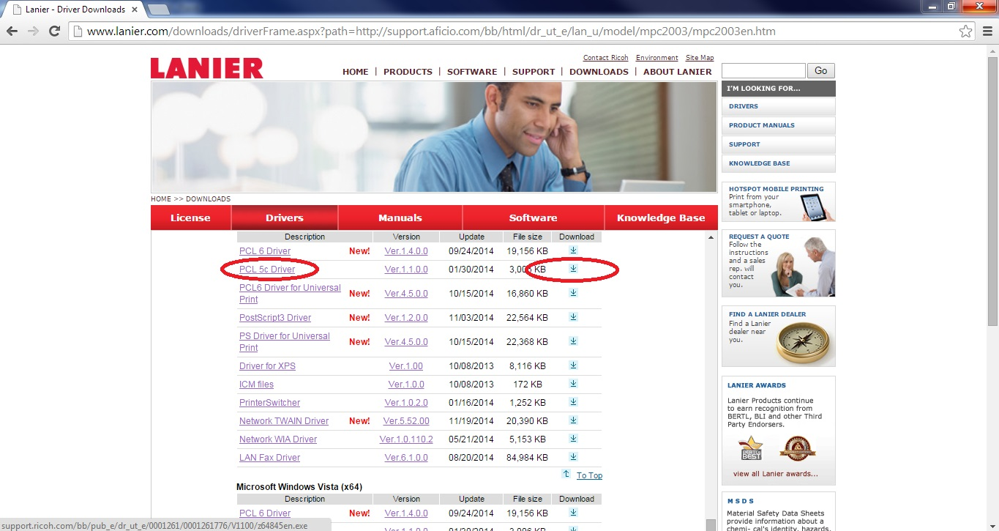 Lanier - Driver Downloads
www.lanier.com/downloads/driverFrame.aspx?path=http://support.aficio.com/bb/html/dr_ut_e/lan_u/model/mpc2003/mpc2003en.htm
Contact Ricoh Environment Site Map
LANIER
HOME | PRODUCTS | SOFTWARE | SUPPORT | DOWNLOADS | ABOUT LANIER
Go
I'M LOOKING FOR...
DRIVERS
PRODUCT MANUALS
SUPPORT
KNOWLEDGE BASE
HOTSPOT MOBILE PRINTING
Print from your
smartphone,
tablet or laptop.
REQUEST A QUOTE
Follow the
instructions
and a sales
rep. will
contact
you.
FIND A LANIER DEALER
Find a Lanier
dealer near
you.
LANIER AWARDS
Lanier Products continue
to earn recognition from
BERTL, BLI and other Third
Party Endorsers.
BERTL'S
BEST
view all Lanier awards...
M S D S
Material Safety Data Sheets
provide information about a
chemi- cal's identity, hazards,
HOME >> DOWNLOADS
License Drivers Manuals Software Knowledge Base
Description Version Update File size Download
PCL 6 Driver New! Ver.1.4.0.0 09/24/2014 19,156 KB
PCL 5c Driver Ver.1.1.0.0 01/30/2014 3,006 KB
PCL6 Driver for Universal
Print New! Ver.4.5.0.0 10/15/2014 16,860 KB
PostScript3 Driver New! Ver.1.2.0.0 11/03/2014 22,564 KB
PS Driver for Universal
Print New! Ver.4.5.0.0 10/15/2014 22,368 KB
Driver for XPS Ver.1.00 10/08/2013 8,116 KB
ICM files Ver.1.0.0 10/08/2013 172 KB
PrinterSwitcher Ver.1.0.2.0 01/16/2014 1,252 KB
Network TWAIN Driver New! Ver.5.52.00 11/19/2014 20,390 KB
Network WIA Driver Ver.1.0.110.2 05/21/2014 5,153 KB
LAN Fax Driver Ver.6.1.0.0 08/20/2014 84,984 KB
To Top
Microsoft Windows Vista (x64)
Description Version Update File size Download
PCL 6 Driver New! Ver.1.4.0.0 09/24/2014 19,156 KB
support.ricoh.com/bb/pub_e/dr_ut_e/0001261/0001261776/V1100/z64845en.exe